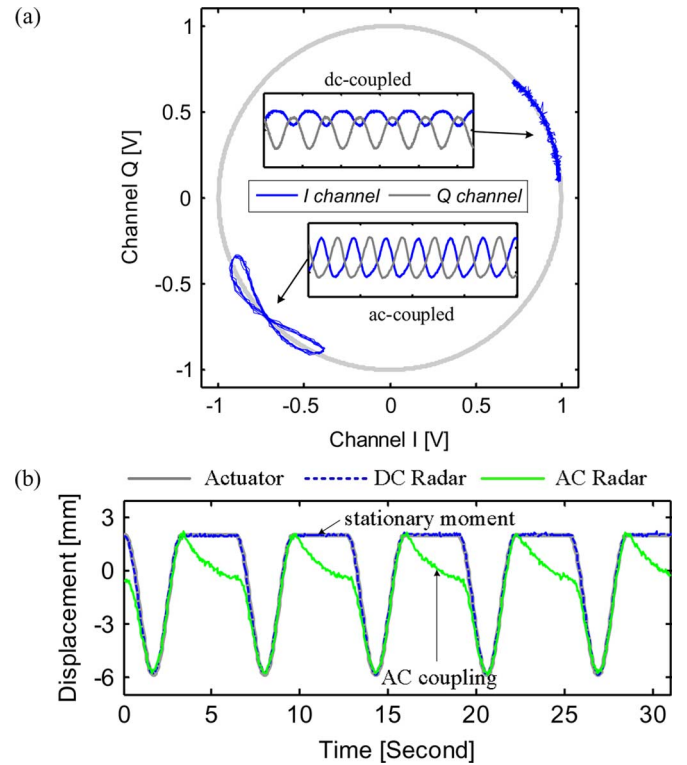 (a)
1
0.5
0
-0.5
-1
Channel Q [V]
dc-coupled
I channel
Q channel
ac-coupled
-1
-0.5
0
0.5
1
Channel I [V]
(b)
Actuator
DC Radar
AC Radar
3
0
-3
-6
Displacement [mm]
stationary moment
AC coupling
0
5
10
15
20
25
30
Time [Second]